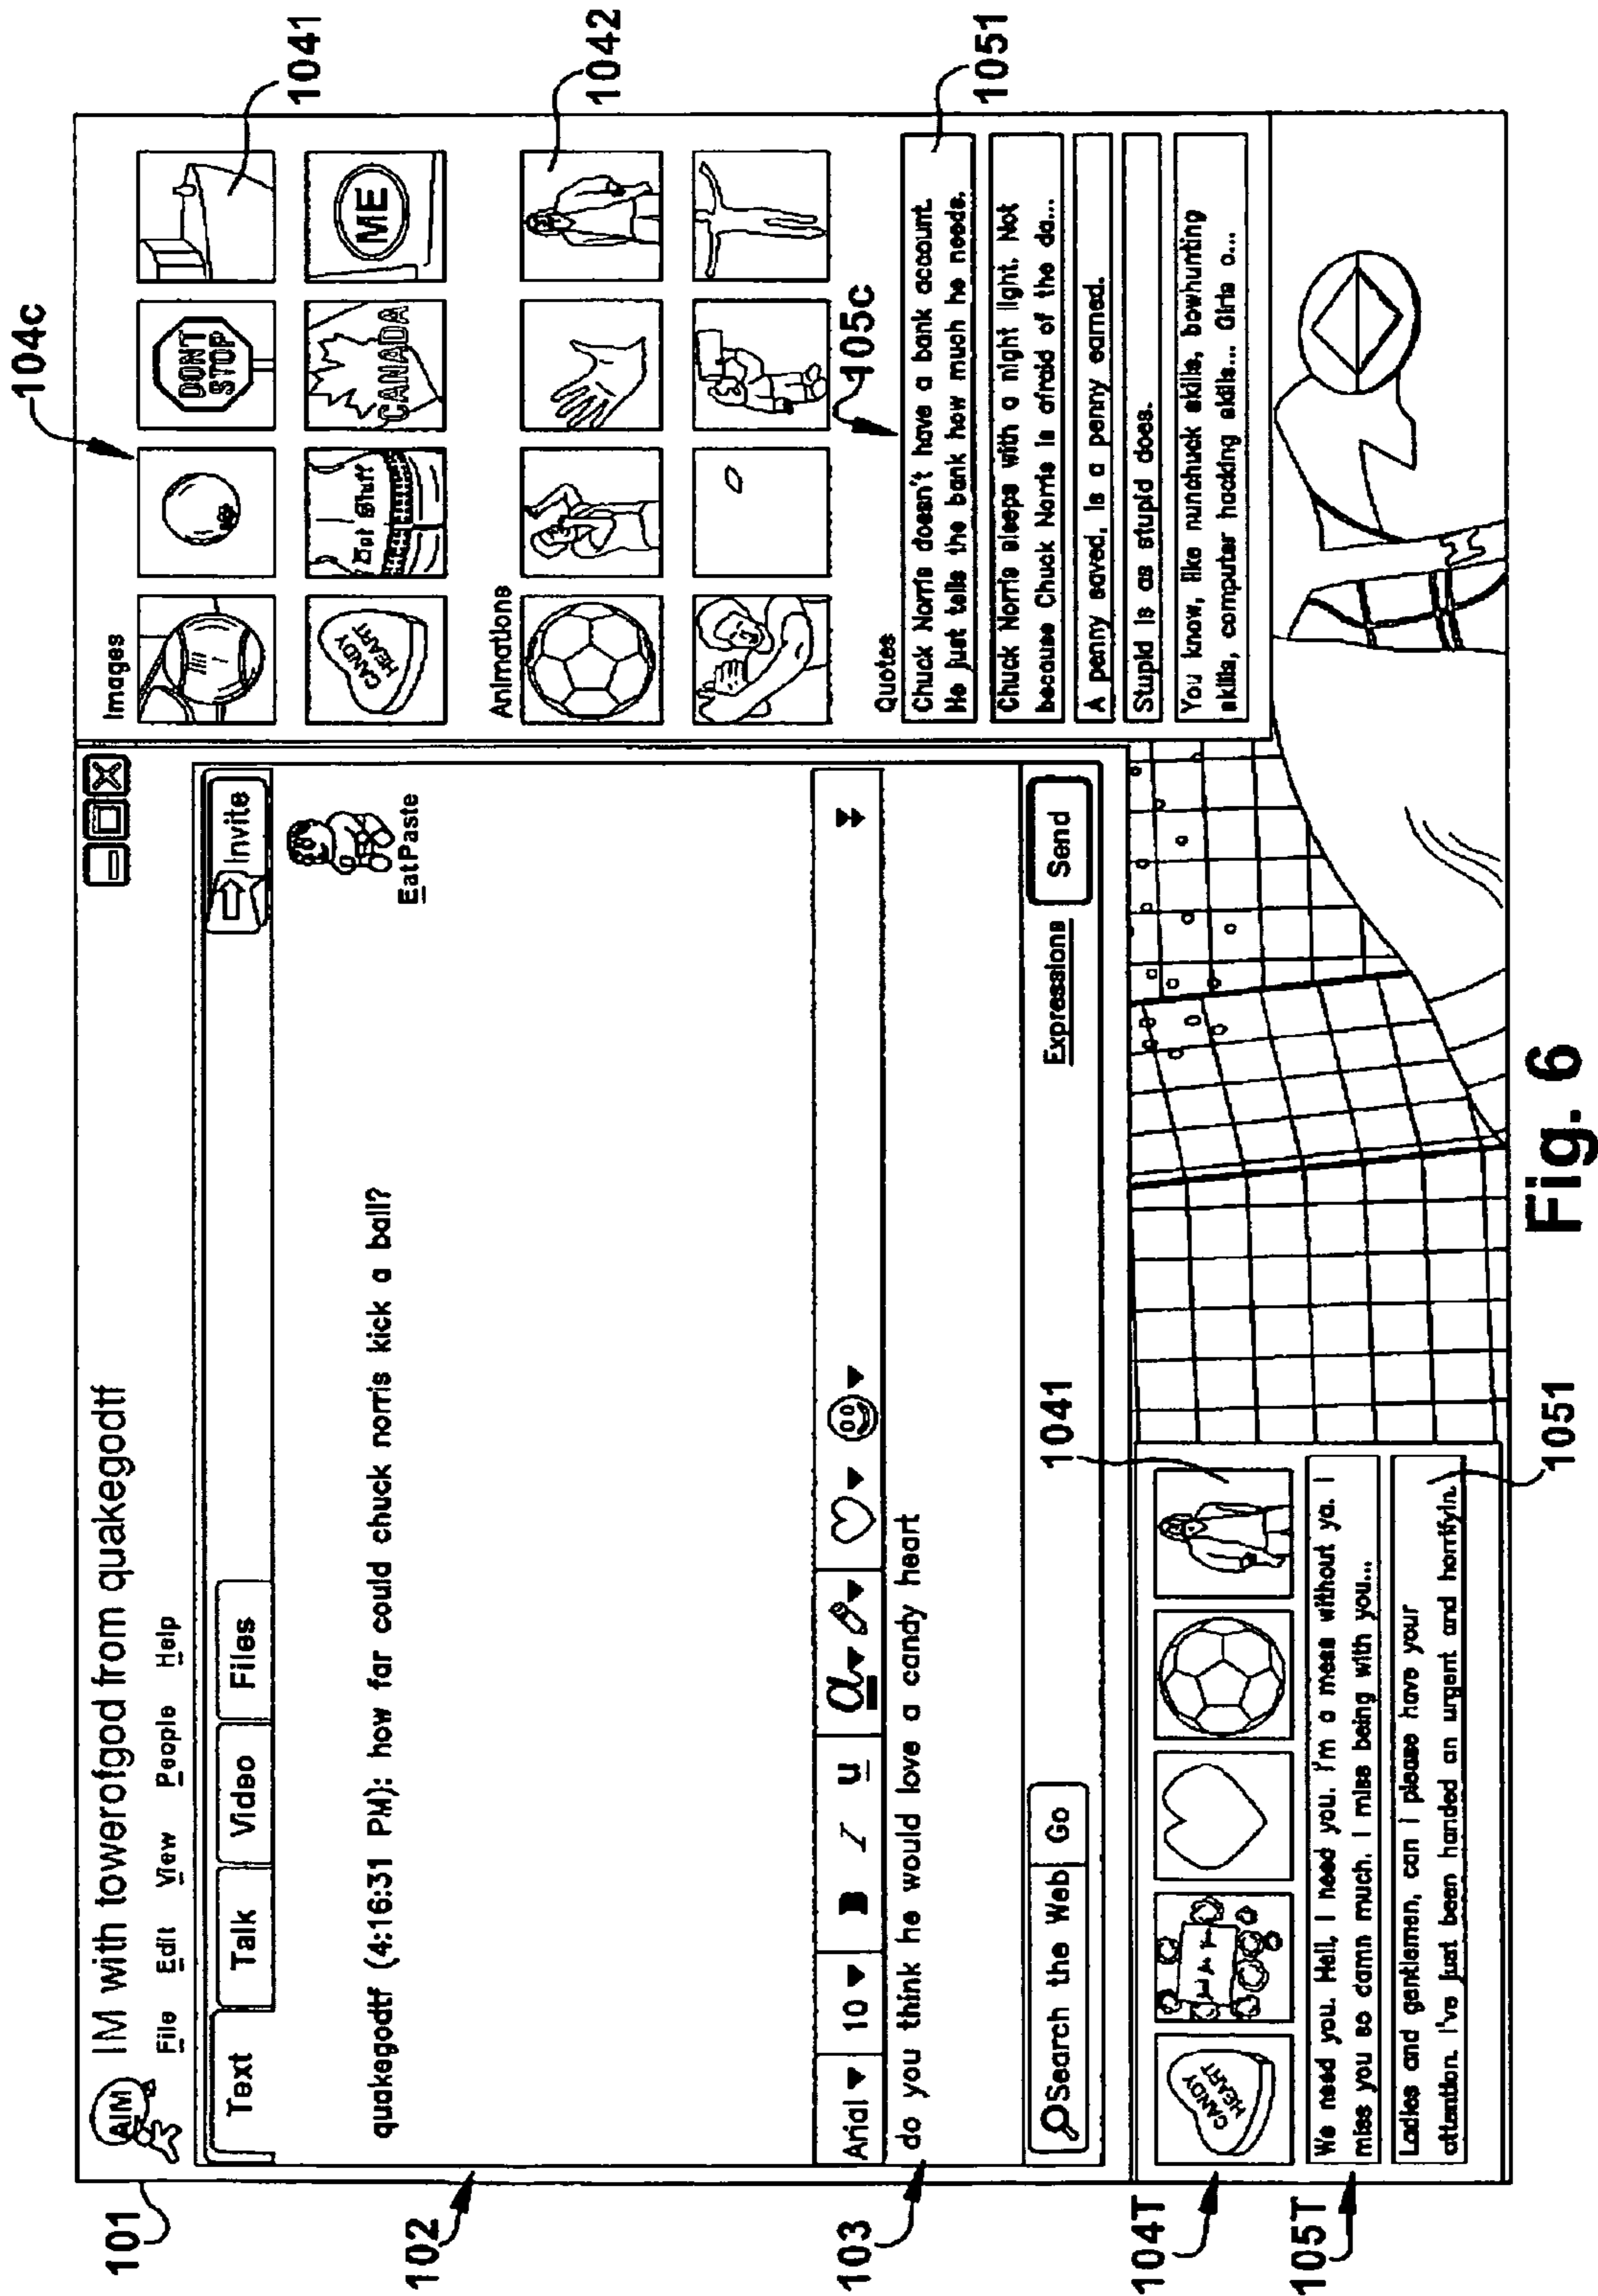 101
AIM
IM with towerofgod from quakegodtf
File Edit View People Help
Text Talk Video Files
Invite
102
quakegodtf (4:16:31 PM): how far could chuck norris kick a ball?
EatPaste
Arial 10 B I U a
103
do you think he would love a candy heart
Search the Web Go
Expressions
Send
104c
Images
DON'T
STOP
1041
CANDY
HEART
CANADA
ME
Animations
1042
105c
Quotes
Chuck Norris doesn't have a bank account.
He just tells the bank how much he needs.
1051
Chuck Norris sleeps with a night light. Not
because Chuck Norris is afraid of the da...
A penny saved, is a penny earned.
Stupid is as stupid does.
You know, like nunchuck skills, bowhunting
skills, computer hacking skills... Girls o...
104T
CANDY
HEART
1041
105T
We need you. Hell, I need you. I'm a mess without ya. I
miss you so damn much. I miss being with you...
Ladies and gentlemen, can I please have your
attention. I've just been handed an urgent and horrifyin.
1051
Fig. 6